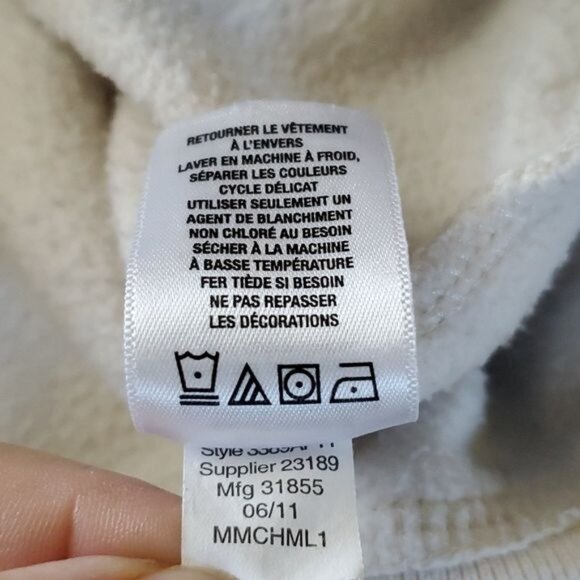 RETOURNER LE VÊTEMENT
À L'ENVERS
LAVER EN MACHINE À FROID,
SÉPARER LES COULEURS
CYCLE DÉLICAT
UTILISER SEULEMENT UN
AGENT DE BLANCHIMENT
NON CHLORÉ AU BESOIN
SÉCHER À LA MACHINE
À BASSE TEMPÉRATURE
FER TIÈDE SI BESOIN
NE PAS REPASSER
LES DÉCORATIONS
Style
Supplier 23189
Mfg 31855
06/11
MMCHML1